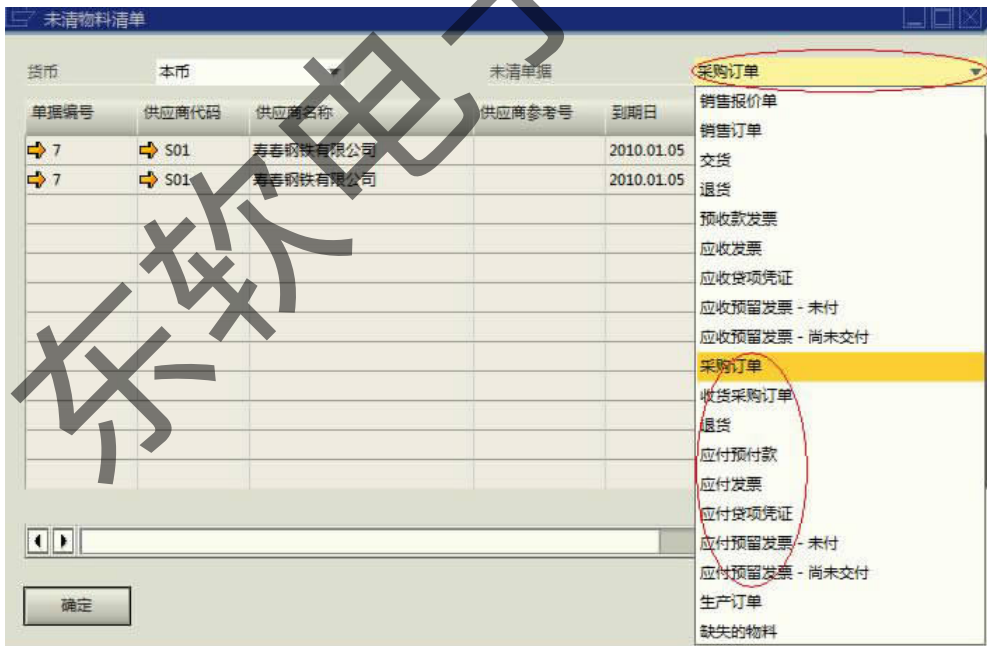 未清物料清单
货币 本币 未清单据 采购订单
单据编号 供应商代码 供应商名称 供应商参考号 到期日
7 S01 寿春钢铁有限公司 2010.01.05
7 S01 寿春钢铁有限公司 2010.01.05
销售报价单
销售订单
交货
退货
预收款发票
应收发票
应收贷项凭证
应收预留发票 - 未付
应收预留发票 - 尚未交付
采购订单
收货采购订单
退货
应付预付款
应付发票
应付贷项凭证
应付预留发票 - 未付
应付预留发票 - 尚未交付
生产订单
缺失的物料
确定
东软电子